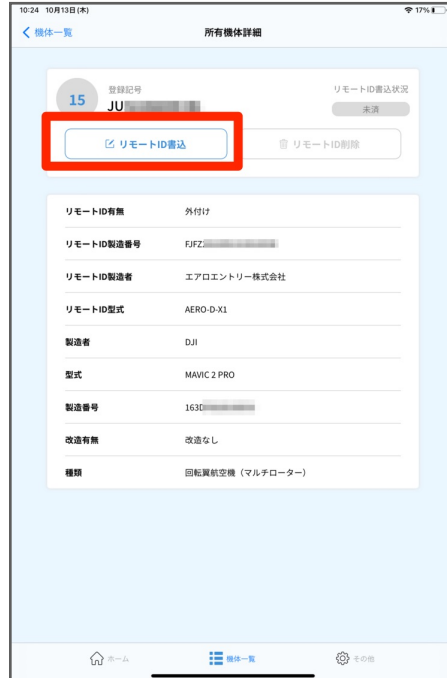 10:24 10月13日(木) 17%
機体一覧 所有機体詳細
登録記号 リモートID書込状況
15 JU 未済
リモートID書込 リモートID削除
リモートID有無 外付け
リモートID製造番号 FJFZ
リモートID製造者 エアロエントリー株式会社
リモートID型式 AERO-D-X1
製造者 DJI
型式 MAVIC 2 PRO
製造番号 163D
改造有無 改造なし
種類 回転翼航空機（マルチローター）
ホーム 機体一覧 その他